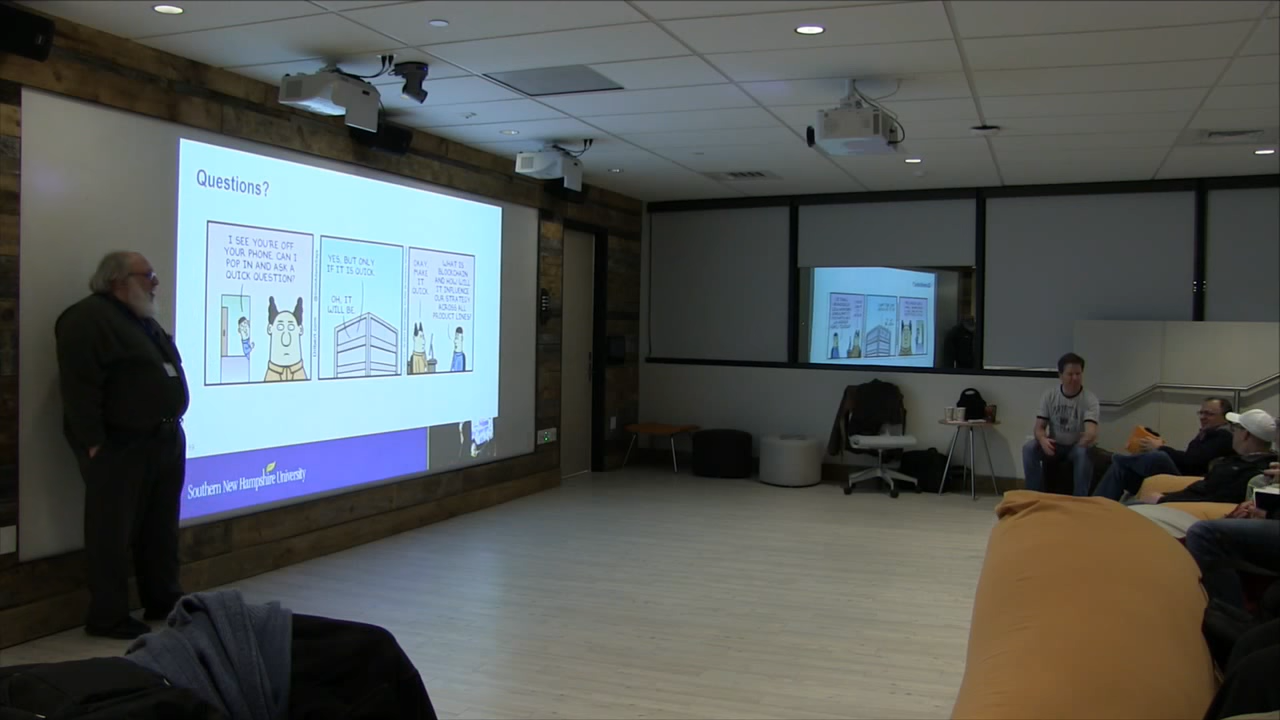 Questions?
I SEE YOU'RE OFF
YOUR PHONE. CAN I
POP IN AND ASK A
QUICK QUESTION?
YES, BUT ONLY
IF IT IS QUICK.
OH, IT
WILL BE.
OKAY
MAKE
IT
QUICK.
WHAT IS
BLOCKCHAIN
AND HOW WILL
IT INFLUENCE
OUR STRATEGY
ACROSS ALL
PRODUCT LINES?
Southern New Hampshire University